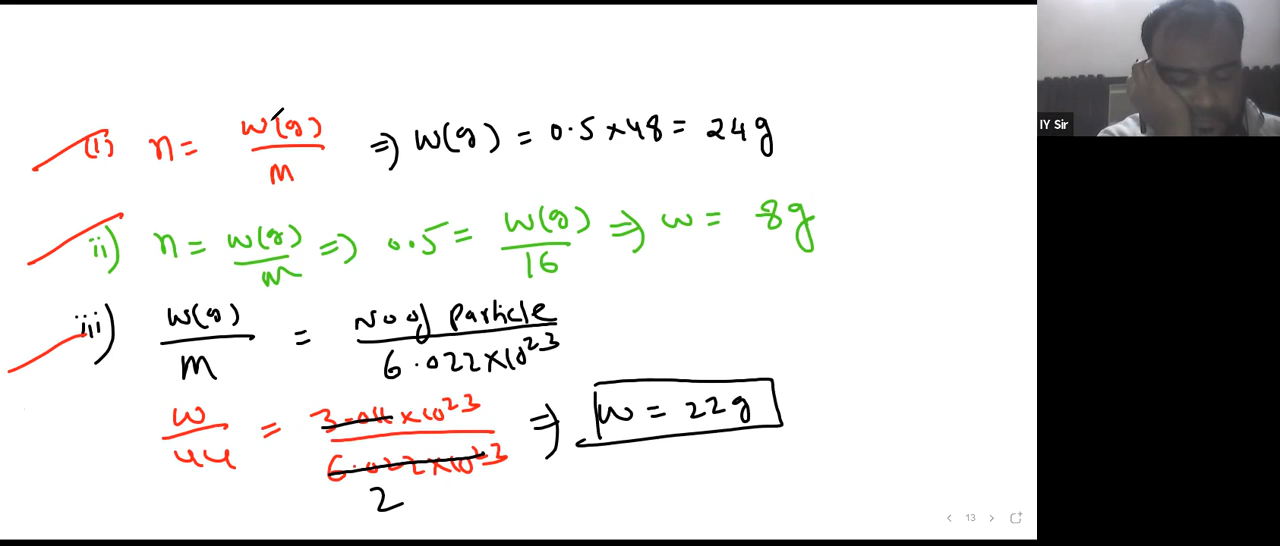 (i) n = w(g)/m ⇒ w(g) = 0.5 × 48 = 24g
ii) n = w(g)/m ⇒ 0.5 = w(g)/16 ⇒ w = 8g
iii) w(g)/m = No of particle/6.022×10^23
w/44 = 3.011×10^23/6.022×10^23 ⇒ w = 22g
2
IY Sir
< 13 >